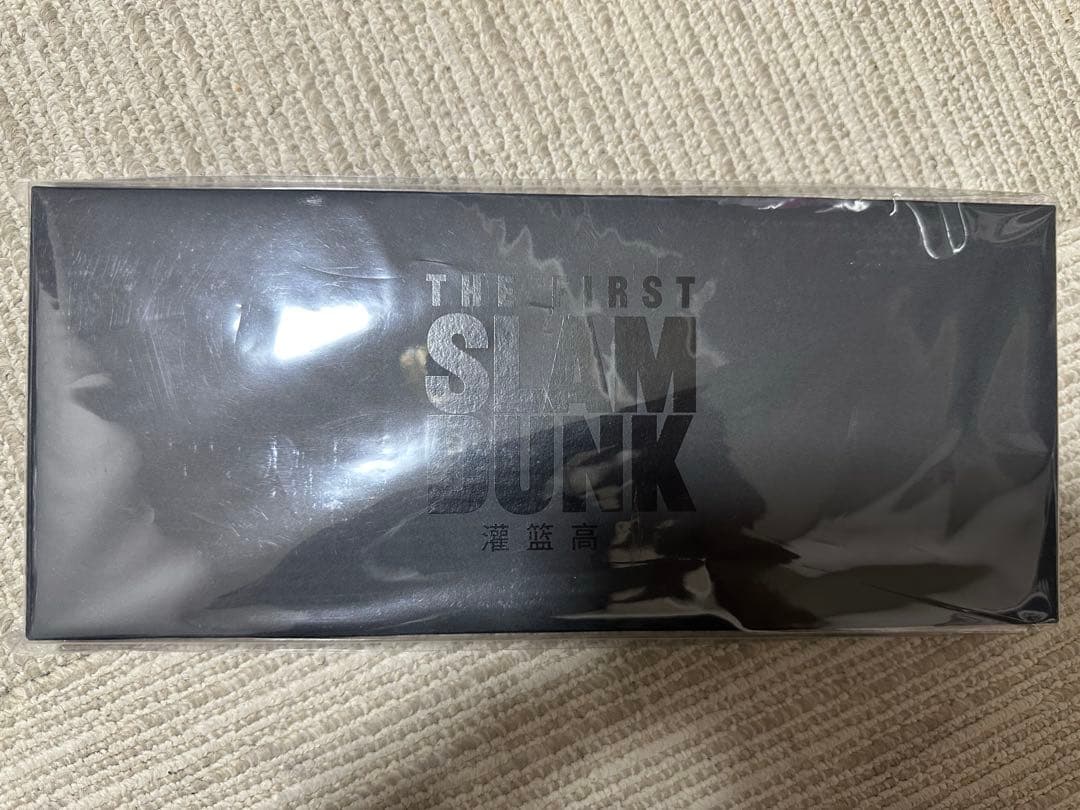 THE FIRST
SLAM
DUNK
灌篮高